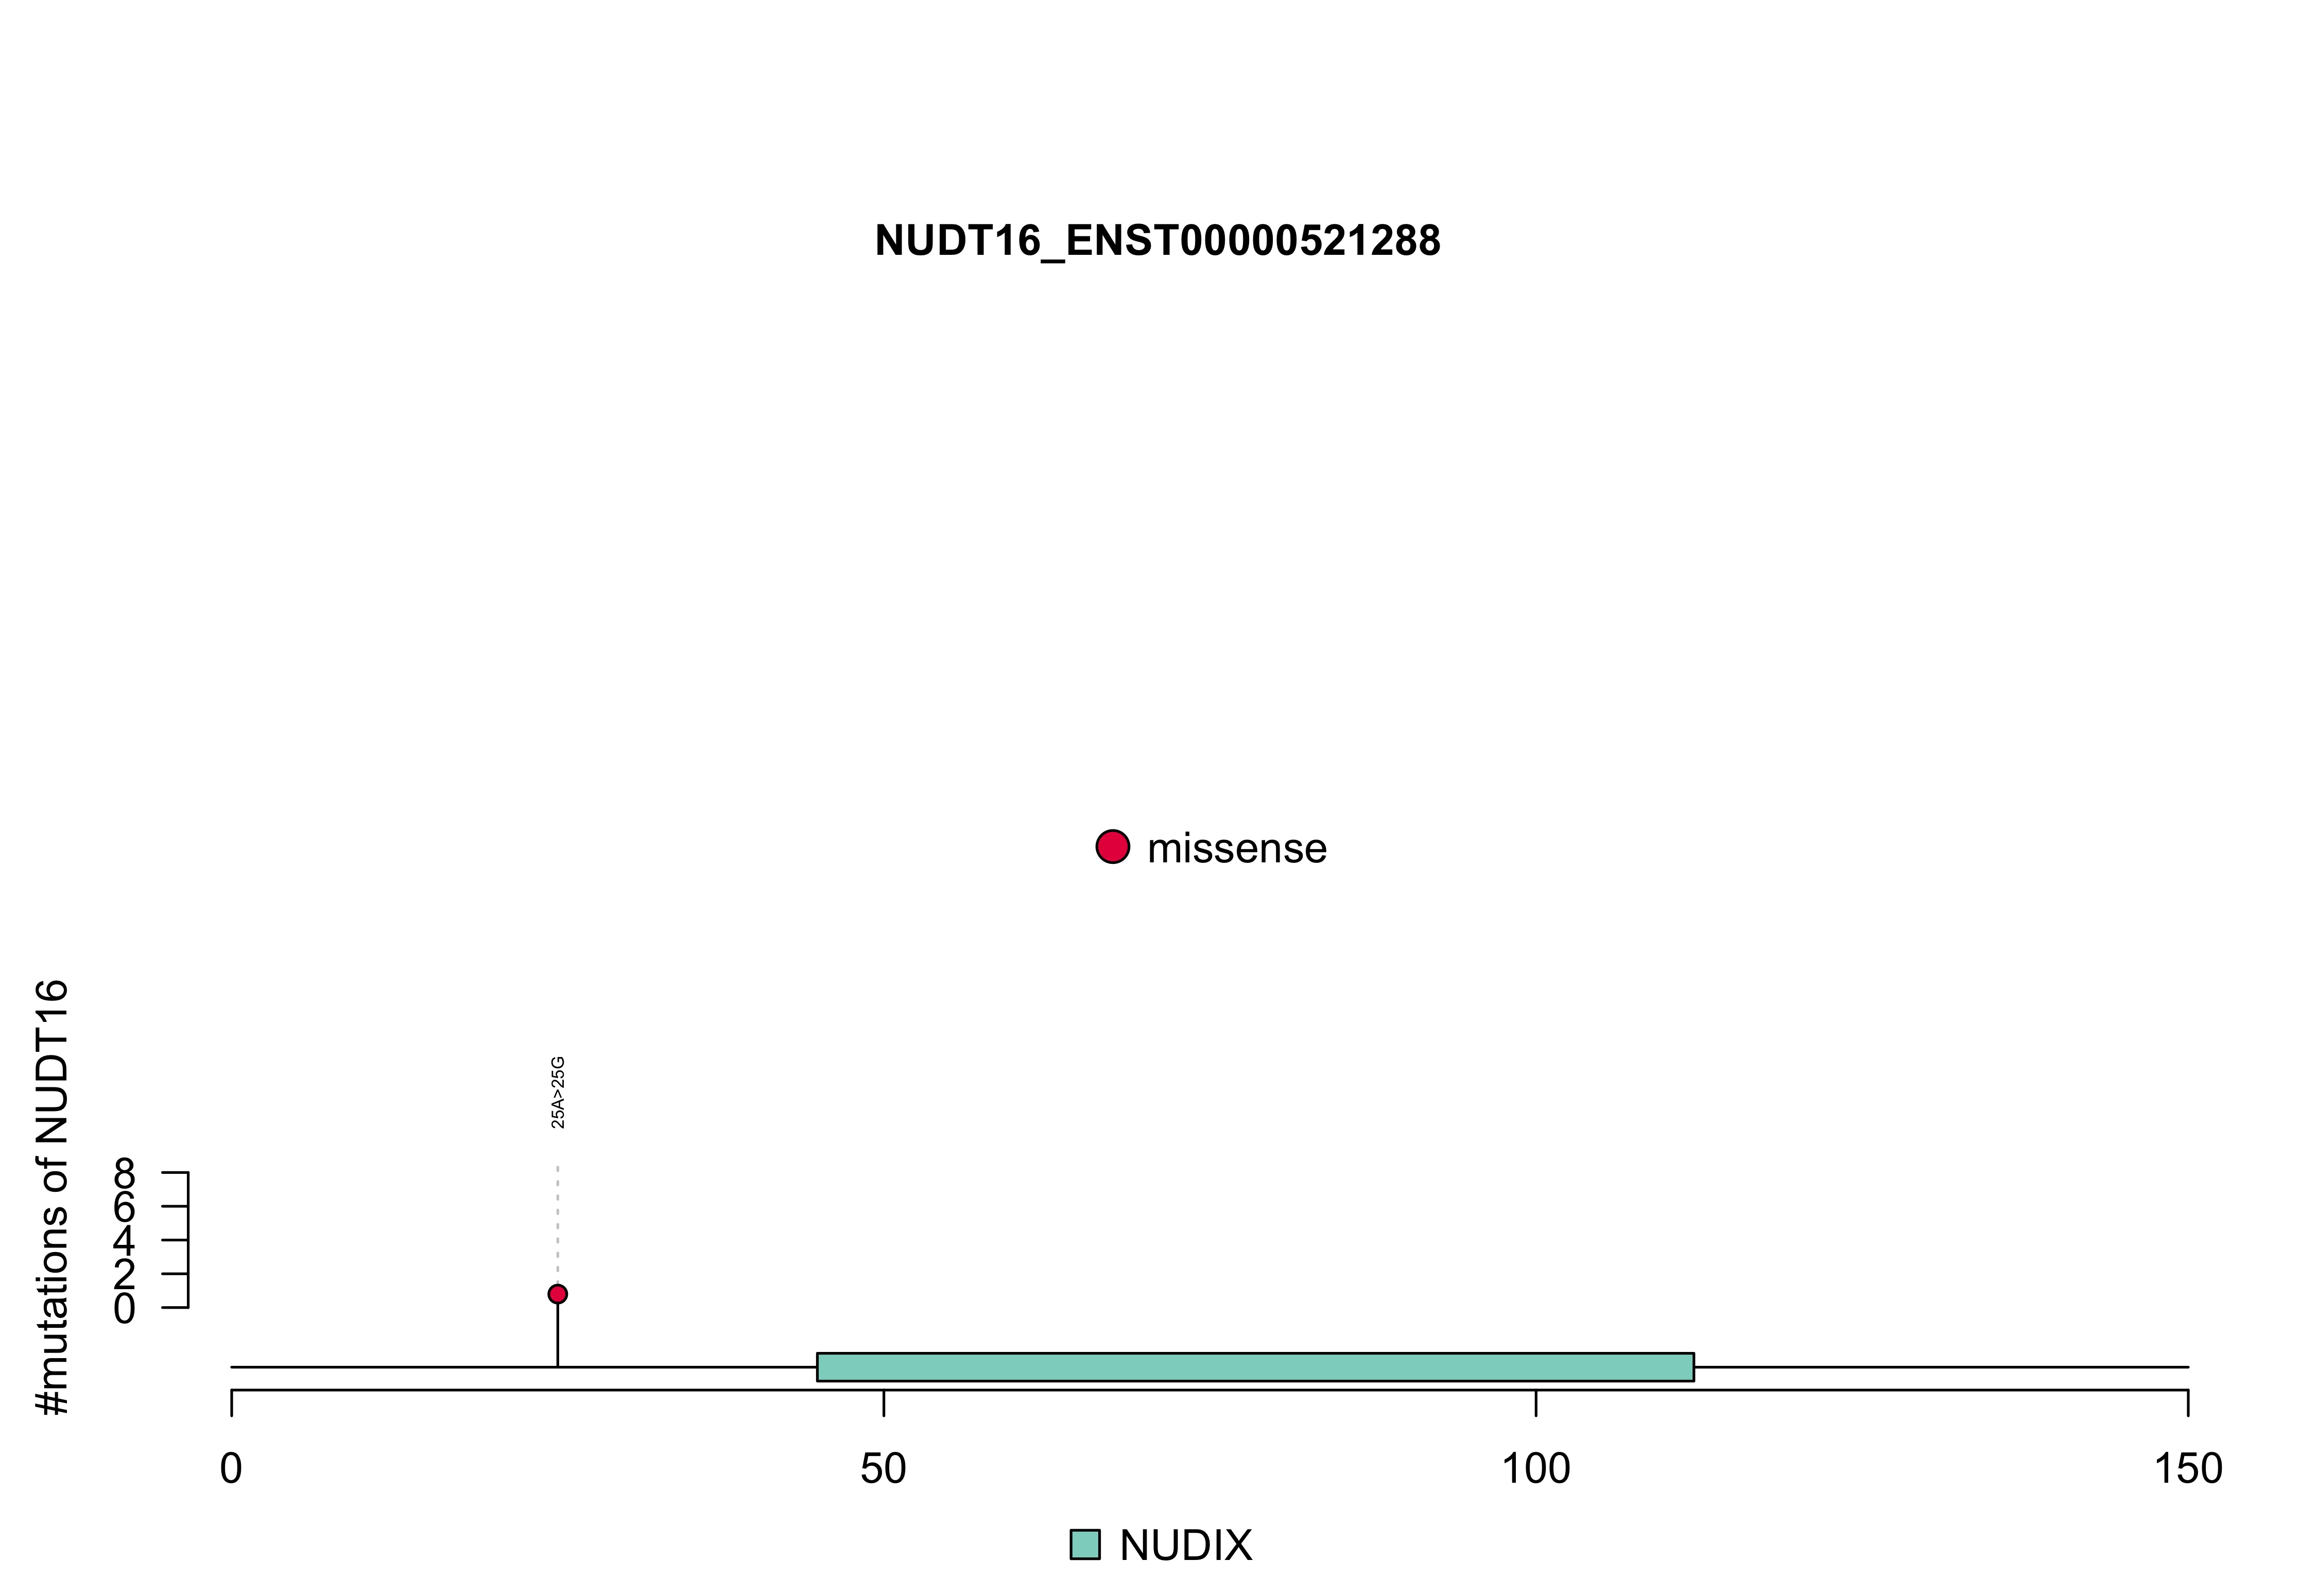 NUDT16_ENST00000521288
missense
#mutations of NUDT16
25A>25G
8
6
4
2
0
0 50 100 150
NUDIX